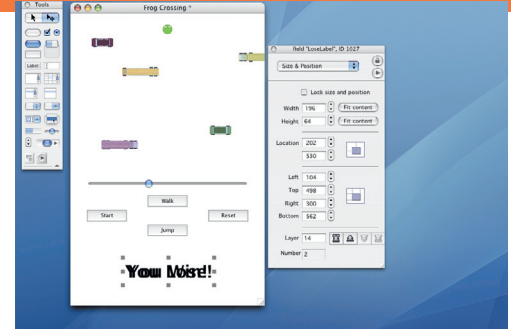 Tools
Label:
Frog Crossing *
Walk
Start
Reset
Jump
field "LoseLabel", ID 1027
Size & Position
Lock size and position
Width 196 Fit content
Height 64 Fit content
Location 202
530
Left 104
Top 498
Right 300
Bottom 562
Layer 14
Number 2